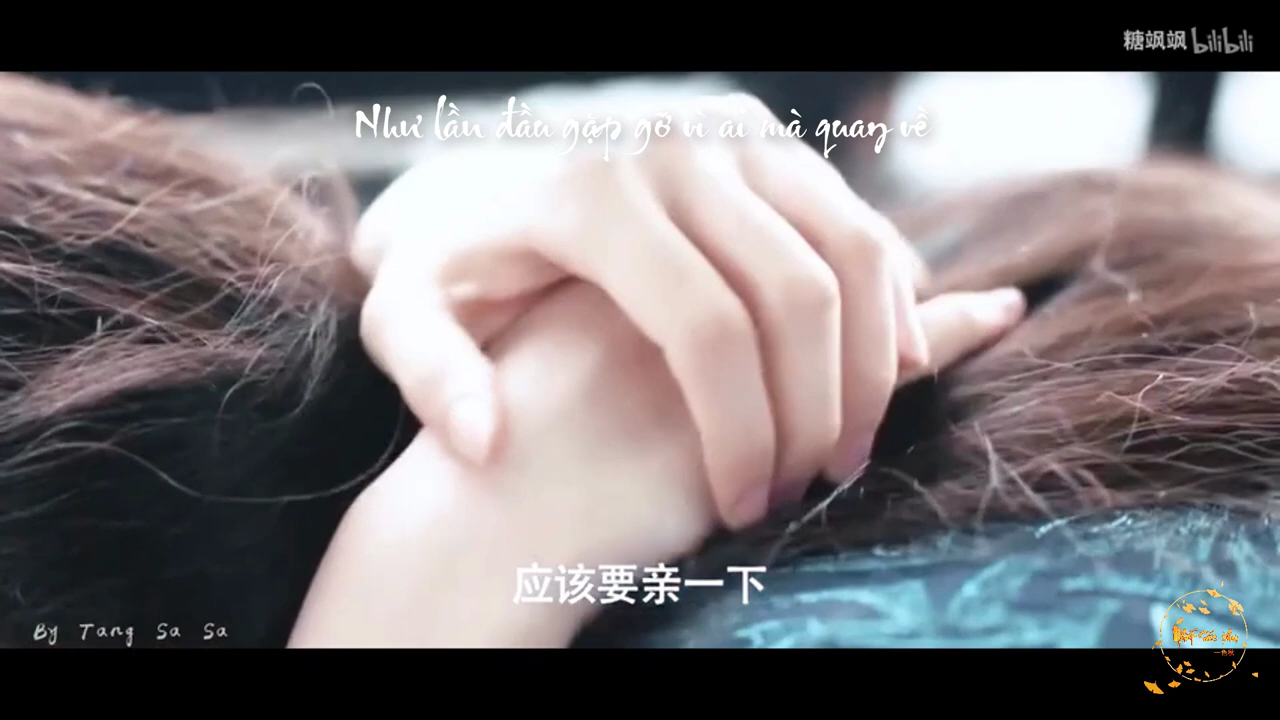 糖飒飒 bilibili
Như lần đầu gặp gỡ vì ai mà quay về
应该要亲一下
By Tang Sa Sa